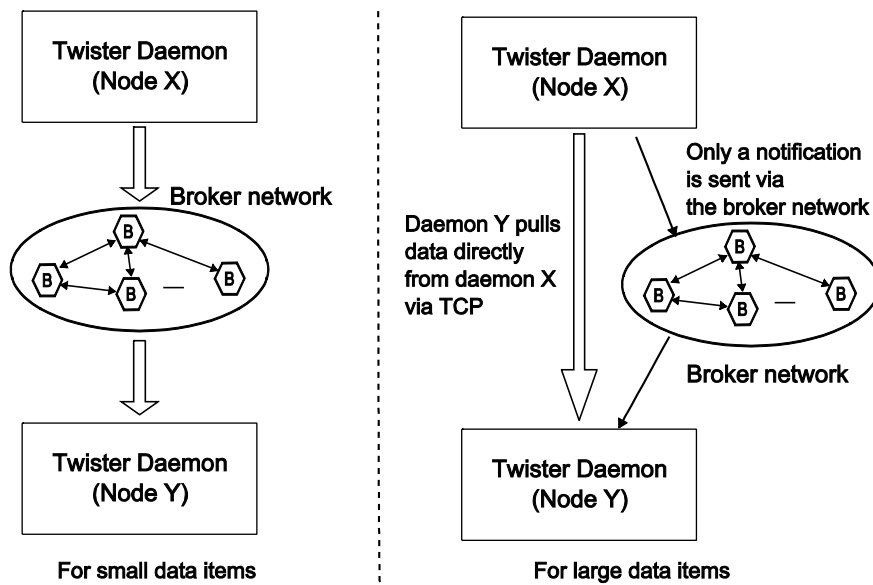 Twister Daemon
(Node X)
Broker network
B
B
B
B
Twister Daemon
(Node Y)
For small data items
Twister Daemon
(Node X)
Only a notification
is sent via
the broker network
Daemon Y pulls
data directly
from daemon X
via TCP
B
B
B
B
Broker network
Twister Daemon
(Node Y)
For large data items